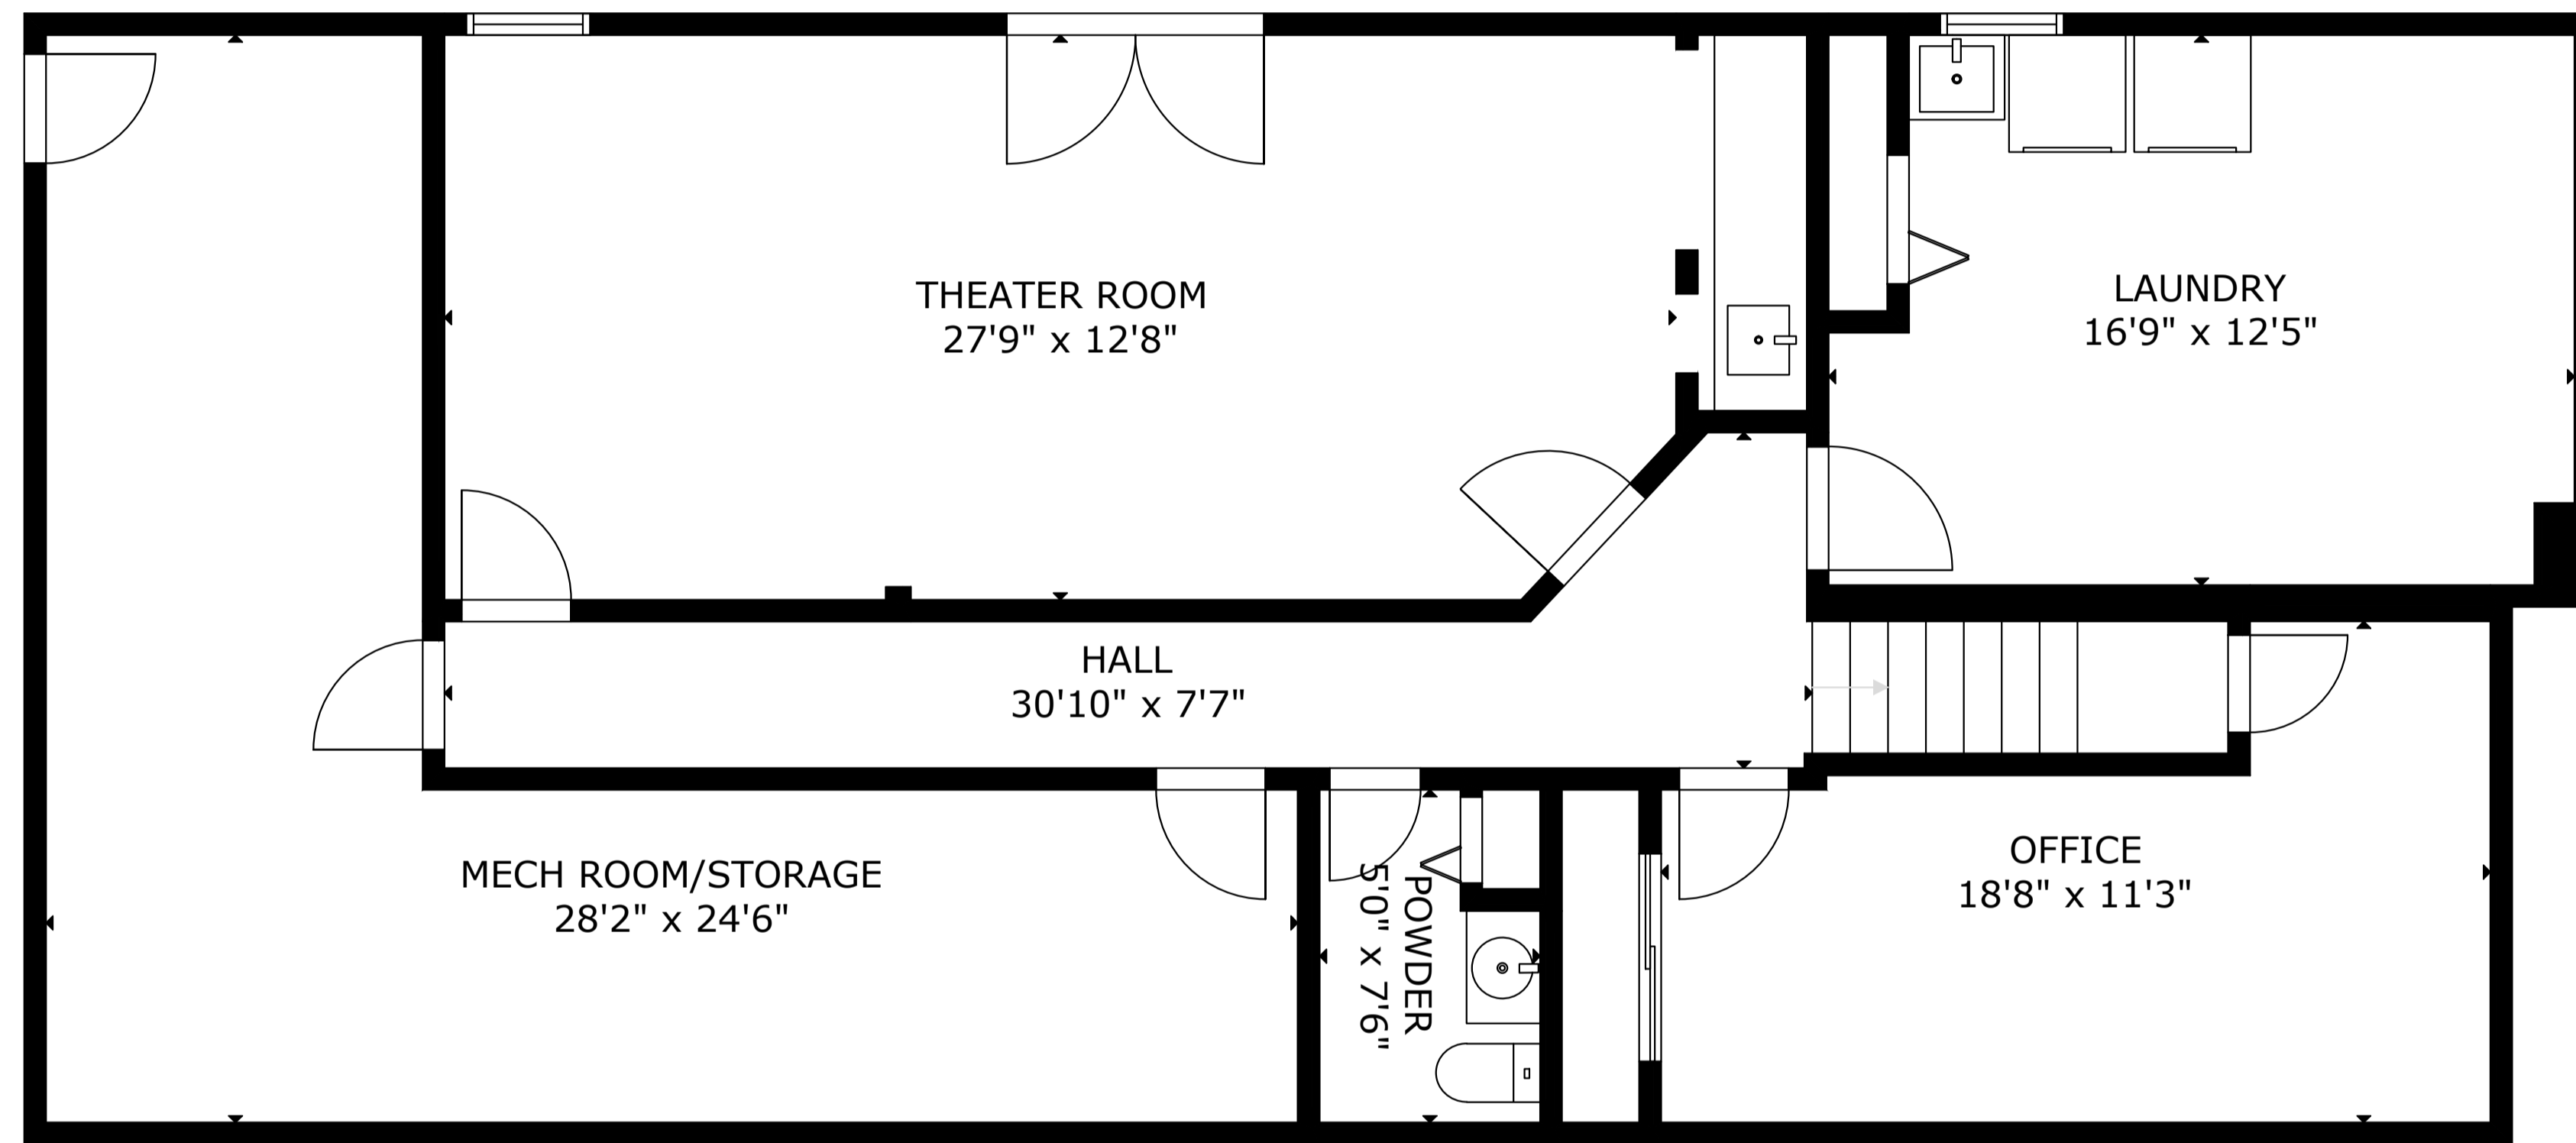 THEATER ROOM
27'9" x 12'8"
LAUNDRY
16'9" x 12'5"
HALL
30'10" x 7'7"
MECH ROOM/STORAGE
28'2" x 24'6"
POWDER
5'0" x 7'6"
OFFICE
18'8" x 11'3"